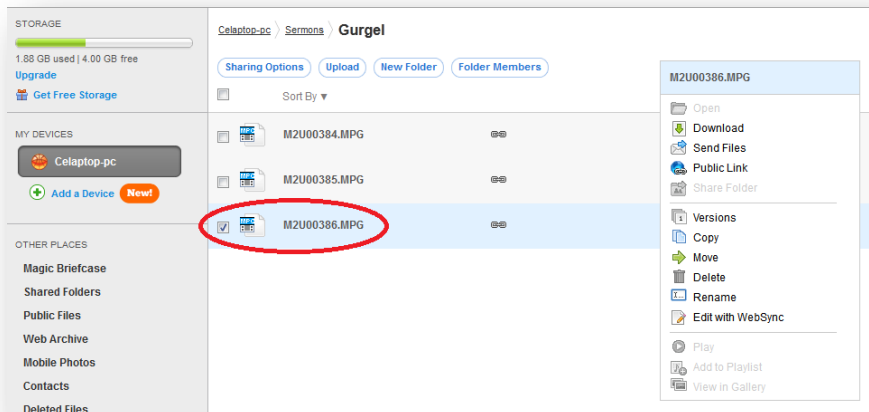 STORAGE
1.88 GB used | 4.00 GB free
Upgrade
Get Free Storage
MY DEVICES
Celaptop-pc
Add a Device New!
OTHER PLACES
Magic Briefcase
Shared Folders
Public Files
Web Archive
Mobile Photos
Contacts
Deleted Files
Celaptop-pc Sermons Gurgel
Sharing Options Upload New Folder Folder Members
Sort By ▼
M2U00384.MPG
M2U00385.MPG
M2U00386.MPG
M2U00386.MPG
Open
Download
Send Files
Public Link
Share Folder
Versions
Copy
Move
Delete
Rename
Edit with WebSync
Play
Add to Playlist
View in Gallery